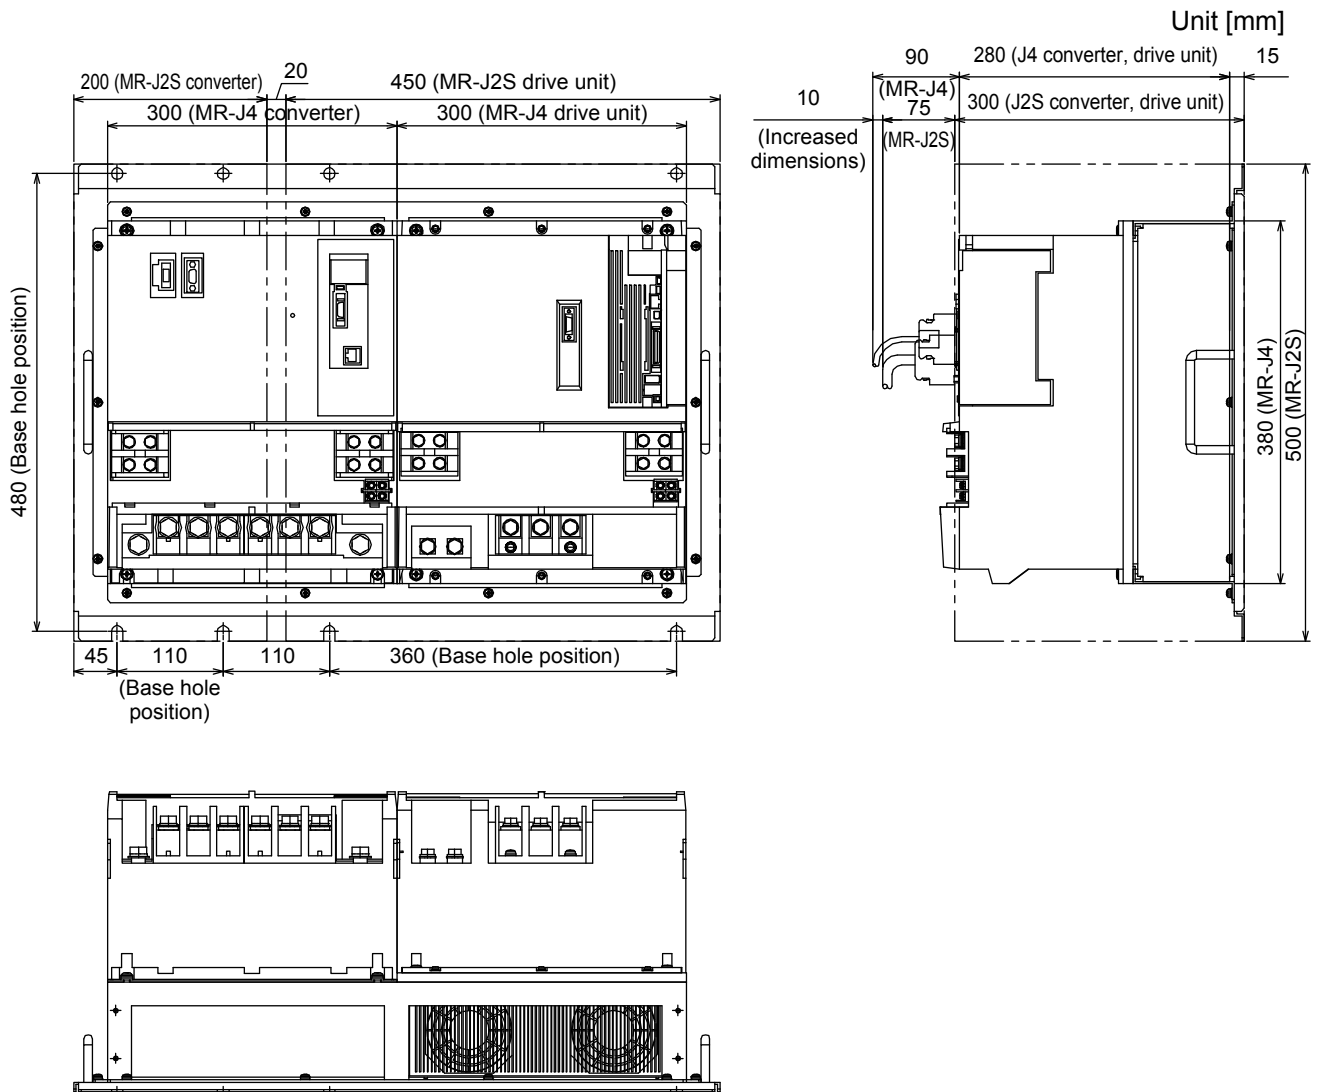 Unit [mm]
200 (MR-J2S converter)
20
450 (MR-J2S drive unit)
300 (MR-J4 converter)
300 (MR-J4 drive unit)
90
(MR-J4)
280 (J4 converter, drive unit)
15
10
(Increased
dimensions)
75
(MR-J2S)
300 (J2S converter, drive unit)
480 (Base hole position)
380 (MR-J4)
500 (MR-J2S)
45
110
110
360 (Base hole position)
(Base hole
position)